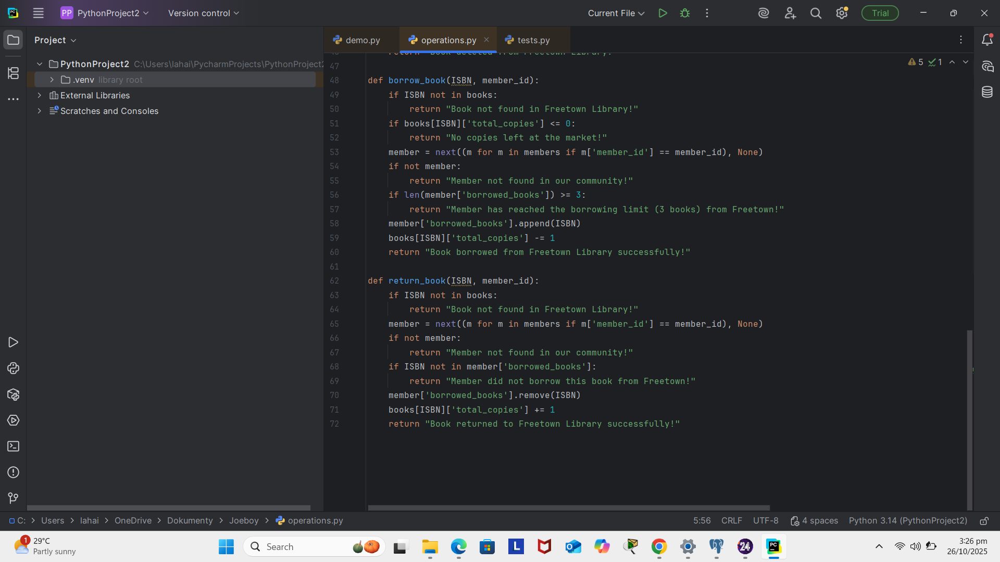 PC
PP PythonProject2
Version control
Current File
Trial
Project
demo.py
operations.py
tests.py
PythonProject2 C:\Users\lahai\PycharmProjects\PythonProject2
.venv library root
External Libraries
Scratches and Consoles
5 1
46 return "Book deleted from Freetown Library!"
47
48 def borrow_book(ISBN, member_id):
49 if ISBN not in books:
50 return "Book not found in Freetown Library!"
51 if books[ISBN]['total_copies'] <= 0:
52 return "No copies left at the market!"
53 member = next((m for m in members if m['member_id'] == member_id), None)
54 if not member:
55 return "Member not found in our community!"
56 if len(member['borrowed_books']) >= 3:
57 return "Member has reached the borrowing limit (3 books) from Freetown!"
58 member['borrowed_books'].append(ISBN)
59 books[ISBN]['total_copies'] -= 1
60 return "Book borrowed from Freetown Library successfully!"
61
62 def return_book(ISBN, member_id):
63 if ISBN not in books:
64 return "Book not found in Freetown Library!"
65 member = next((m for m in members if m['member_id'] == member_id), None)
66 if not member:
67 return "Member not found in our community!"
68 if ISBN not in member['borrowed_books']:
69 return "Member did not borrow this book from Freetown!"
70 member['borrowed_books'].remove(ISBN)
71 books[ISBN]['total_copies'] += 1
72 return "Book returned to Freetown Library successfully!"
C: > Users > lahai > OneDrive > Dokumenty > Joeboy > operations.py
5:56 CRLF UTF-8 4 spaces Python 3.14 (PythonProject2)
1
29°C
Partly sunny
Search
L
24
PC
3:26 pm
26/10/2025